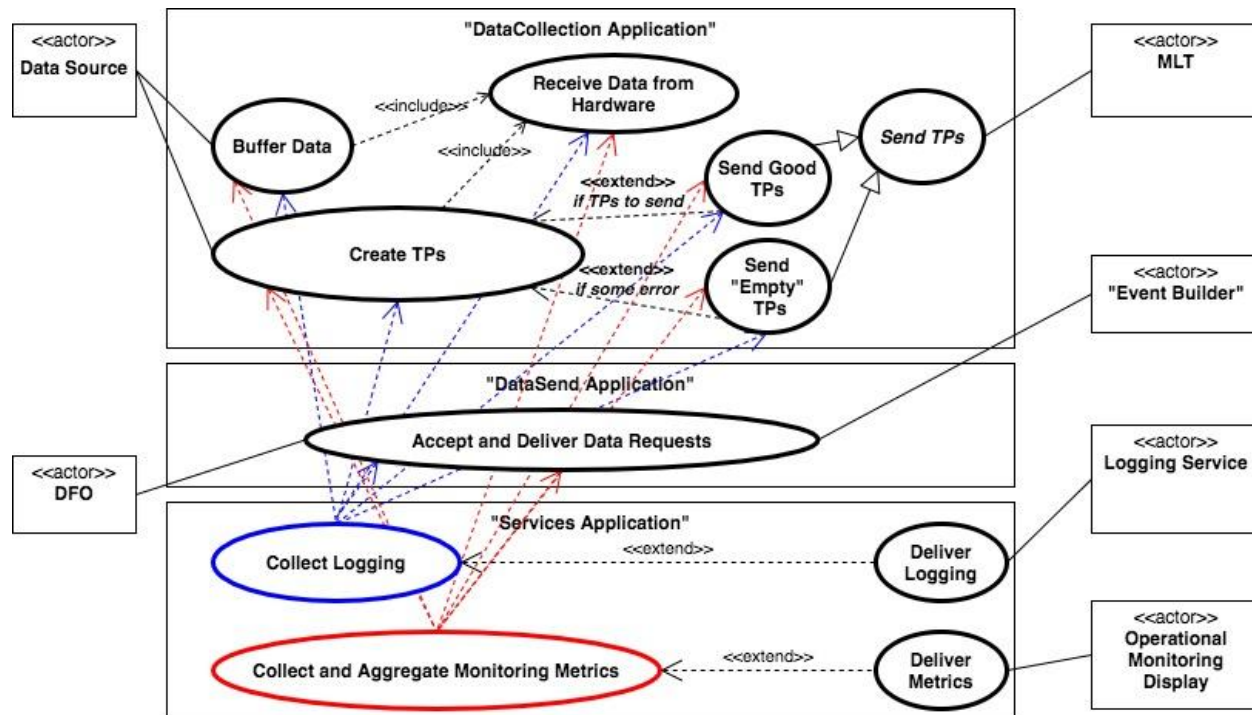 "DataCollection Application"
<<actor>>
Data Source
<<actor>>
MLT
Receive Data from
Hardware
<<include>>
Buffer Data
<<include>>
Send TPs
Send Good
TPs
<<extend>>
if TPs to send
Create TPs
<<extend>>
if some error
Send
"Empty"
TPs
<<actor>>
"Event Builder"
"DataSend Application"
Accept and Deliver Data Requests
<<actor>>
DFO
<<actor>>
Logging Service
"Services Application"
Collect Logging
<<extend>>
Deliver
Logging
Collect and Aggregate Monitoring Metrics
<<extend>>
Deliver
Metrics
<<actor>>
Operational
Monitoring
Display